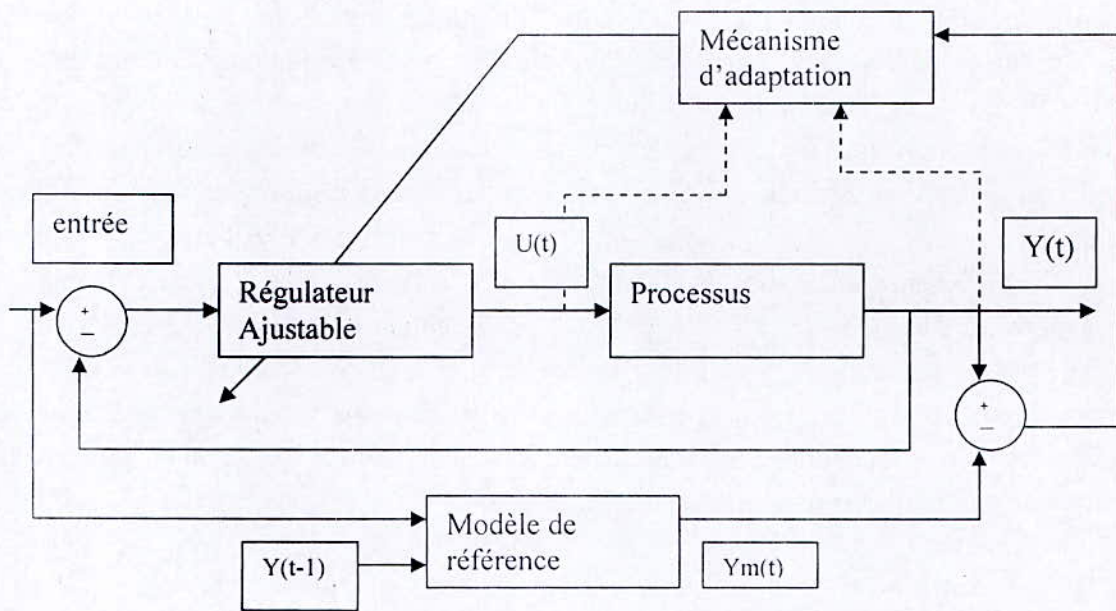 Mécanisme
d'adaptation
entrée
U(t)
Y(t)
Régulateur
Ajustable
Processus
+
−
+
−
Modèle de
référence
Y(t-1)
Ym(t)